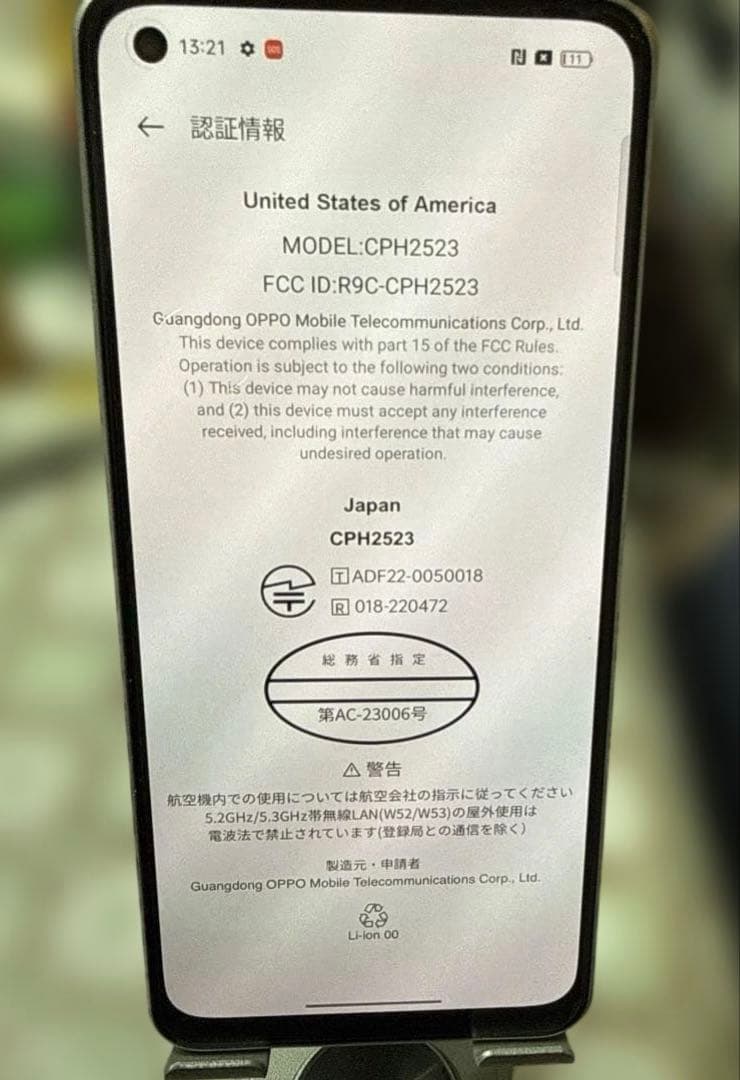 13:21 SOS 11
← 認証情報
United States of America
MODEL:CPH2523
FCC ID:R9C-CPH2523
Guangdong OPPO Mobile Telecommunications Corp., Ltd.
This device complies with part 15 of the FCC Rules.
Operation is subject to the following two conditions:
(1) This device may not cause harmful interference,
and (2) this device must accept any interference
received, including interference that may cause
undesired operation.
Japan
CPH2523
T ADF22-0050018
R 018-220472
総務省指定
第AC-23006号
⚠ 警告
航空機内での使用については航空会社の指示に従ってください
5.2GHz/5.3GHz帯無線LAN(W52/W53)の屋外使用は
電波法で禁止されています(登録局との通信を除く)
製造元・申請者
Guangdong OPPO Mobile Telecommunications Corp., Ltd.
Li-ion 00